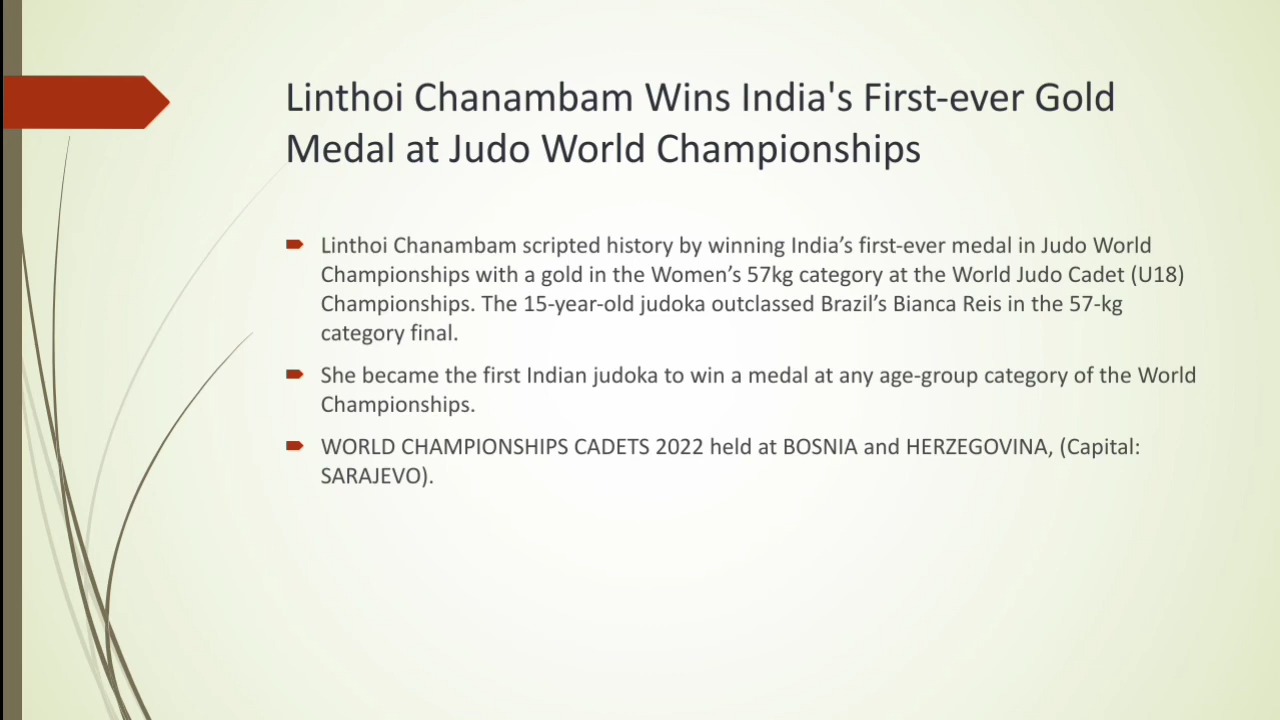 Linthoi Chanambam Wins India's First-ever Gold
Medal at Judo World Championships
Linthoi Chanambam scripted history by winning India’s first-ever medal in Judo World
Championships with a gold in the Women’s 57kg category at the World Judo Cadet (U18)
Championships. The 15-year-old judoka outclassed Brazil’s Bianca Reis in the 57-kg
category final.
She became the first Indian judoka to win a medal at any age-group category of the World
Championships.
WORLD CHAMPIONSHIPS CADETS 2022 held at BOSNIA and HERZEGOVINA, (Capital:
SARAJEVO).